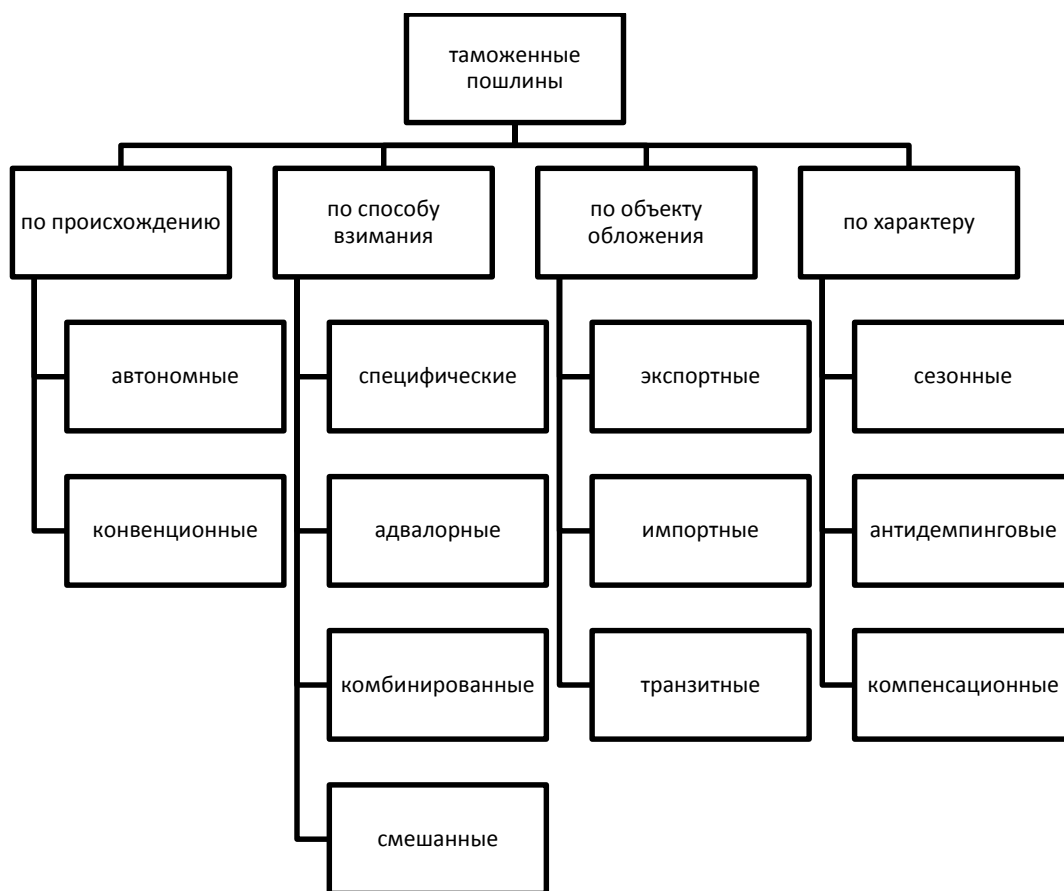 таможенные
пошлины
по происхождению
по способу
взимания
по объекту
обложения
по характеру
автономные
специфические
экспортные
сезонные
конвенционные
адвалорные
импортные
антидемпинговые
комбинированные
транзитные
компенсационные
смешанные